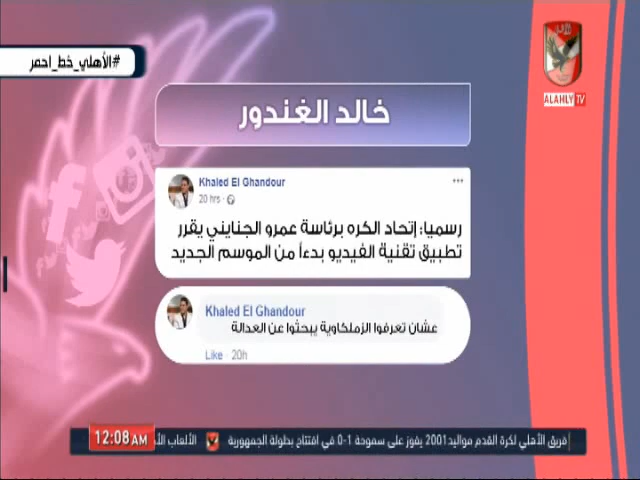 #الأهلي_خط_احمر
ALAHLY TV
خالد الغندور
Khaled El Ghandour
20 hrs ·
رسميا: إتحاد الكره برئاسة عمرو الجنايني يقرر
تطبيق تقنية الفيديو بدءاً من الموسم الجديد
Khaled El Ghandour
عشان تعرفوا الزملكاوية يبحثوا عن العدالة
Like · 20h
12:08 AM
فريق الأهلي لكرة القدم مواليد2001 يفوز على سموحة 1-0 في افتتاح بطولة الجمهورية
الألعاب